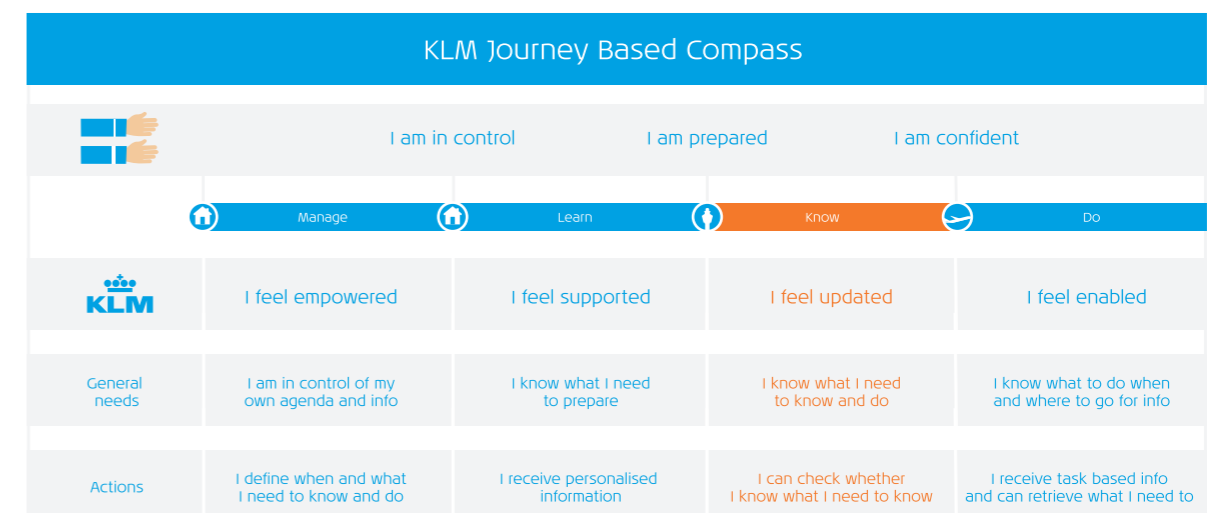 KLM Journey Based Compass
I am in control
I am prepared
I am confident
Manage
Learn
Know
Do
KLM
I feel empowered
I feel supported
I feel updated
I feel enabled
General
needs
I am in control of my
own agenda and info
I know what I need
to prepare
I know what I need
to know and do
I know what to do when
and where to go for info
Actions
I define when and what
I need to know and do
I receive personalised
information
I can check whether
I know what I need to know
I receive task based info
and can retrieve what I need to